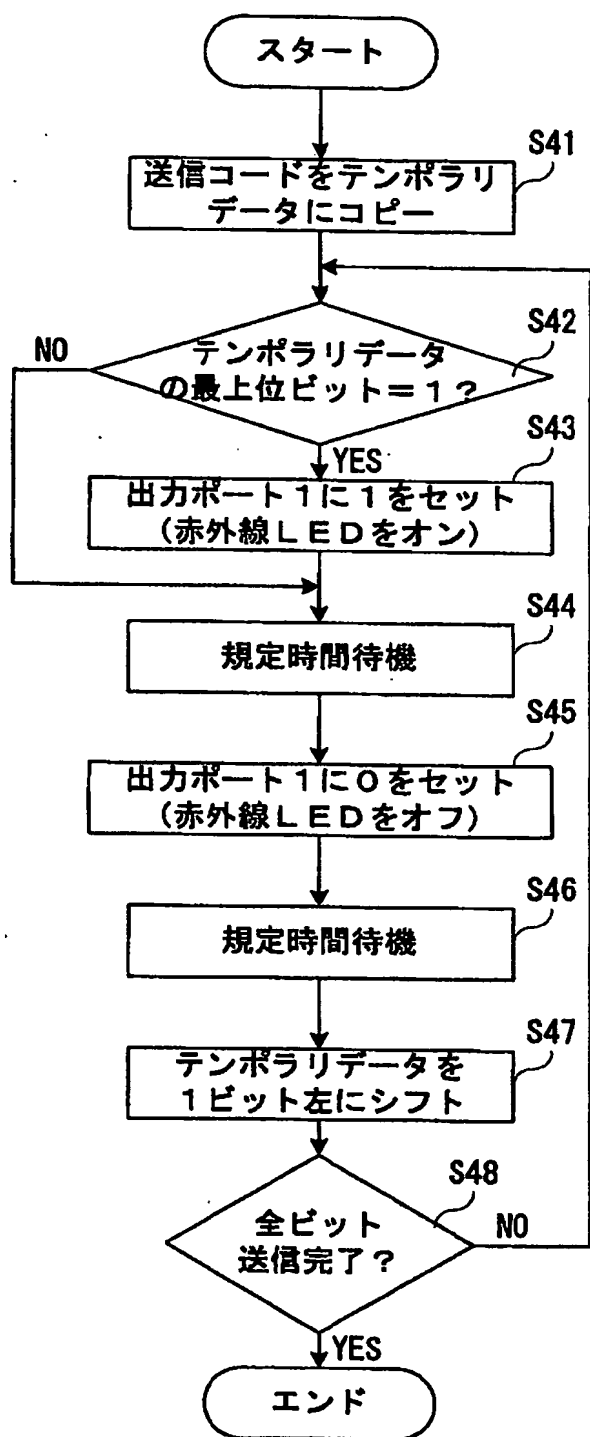 スタート
S41
送信コードをテンポラリ
データにコピー
S42
NO
テンポラリデータ
の最上位ビット＝１？
YES
S43
出力ポート１に１をセット
（赤外線ＬＥＤをオン）
S44
規定時間待機
S45
出力ポート１に０をセット
（赤外線ＬＥＤをオフ）
S46
規定時間待機
S47
テンポラリデータを
１ビット左にシフト
S48
全ビット
送信完了？
NO
YES
エンド